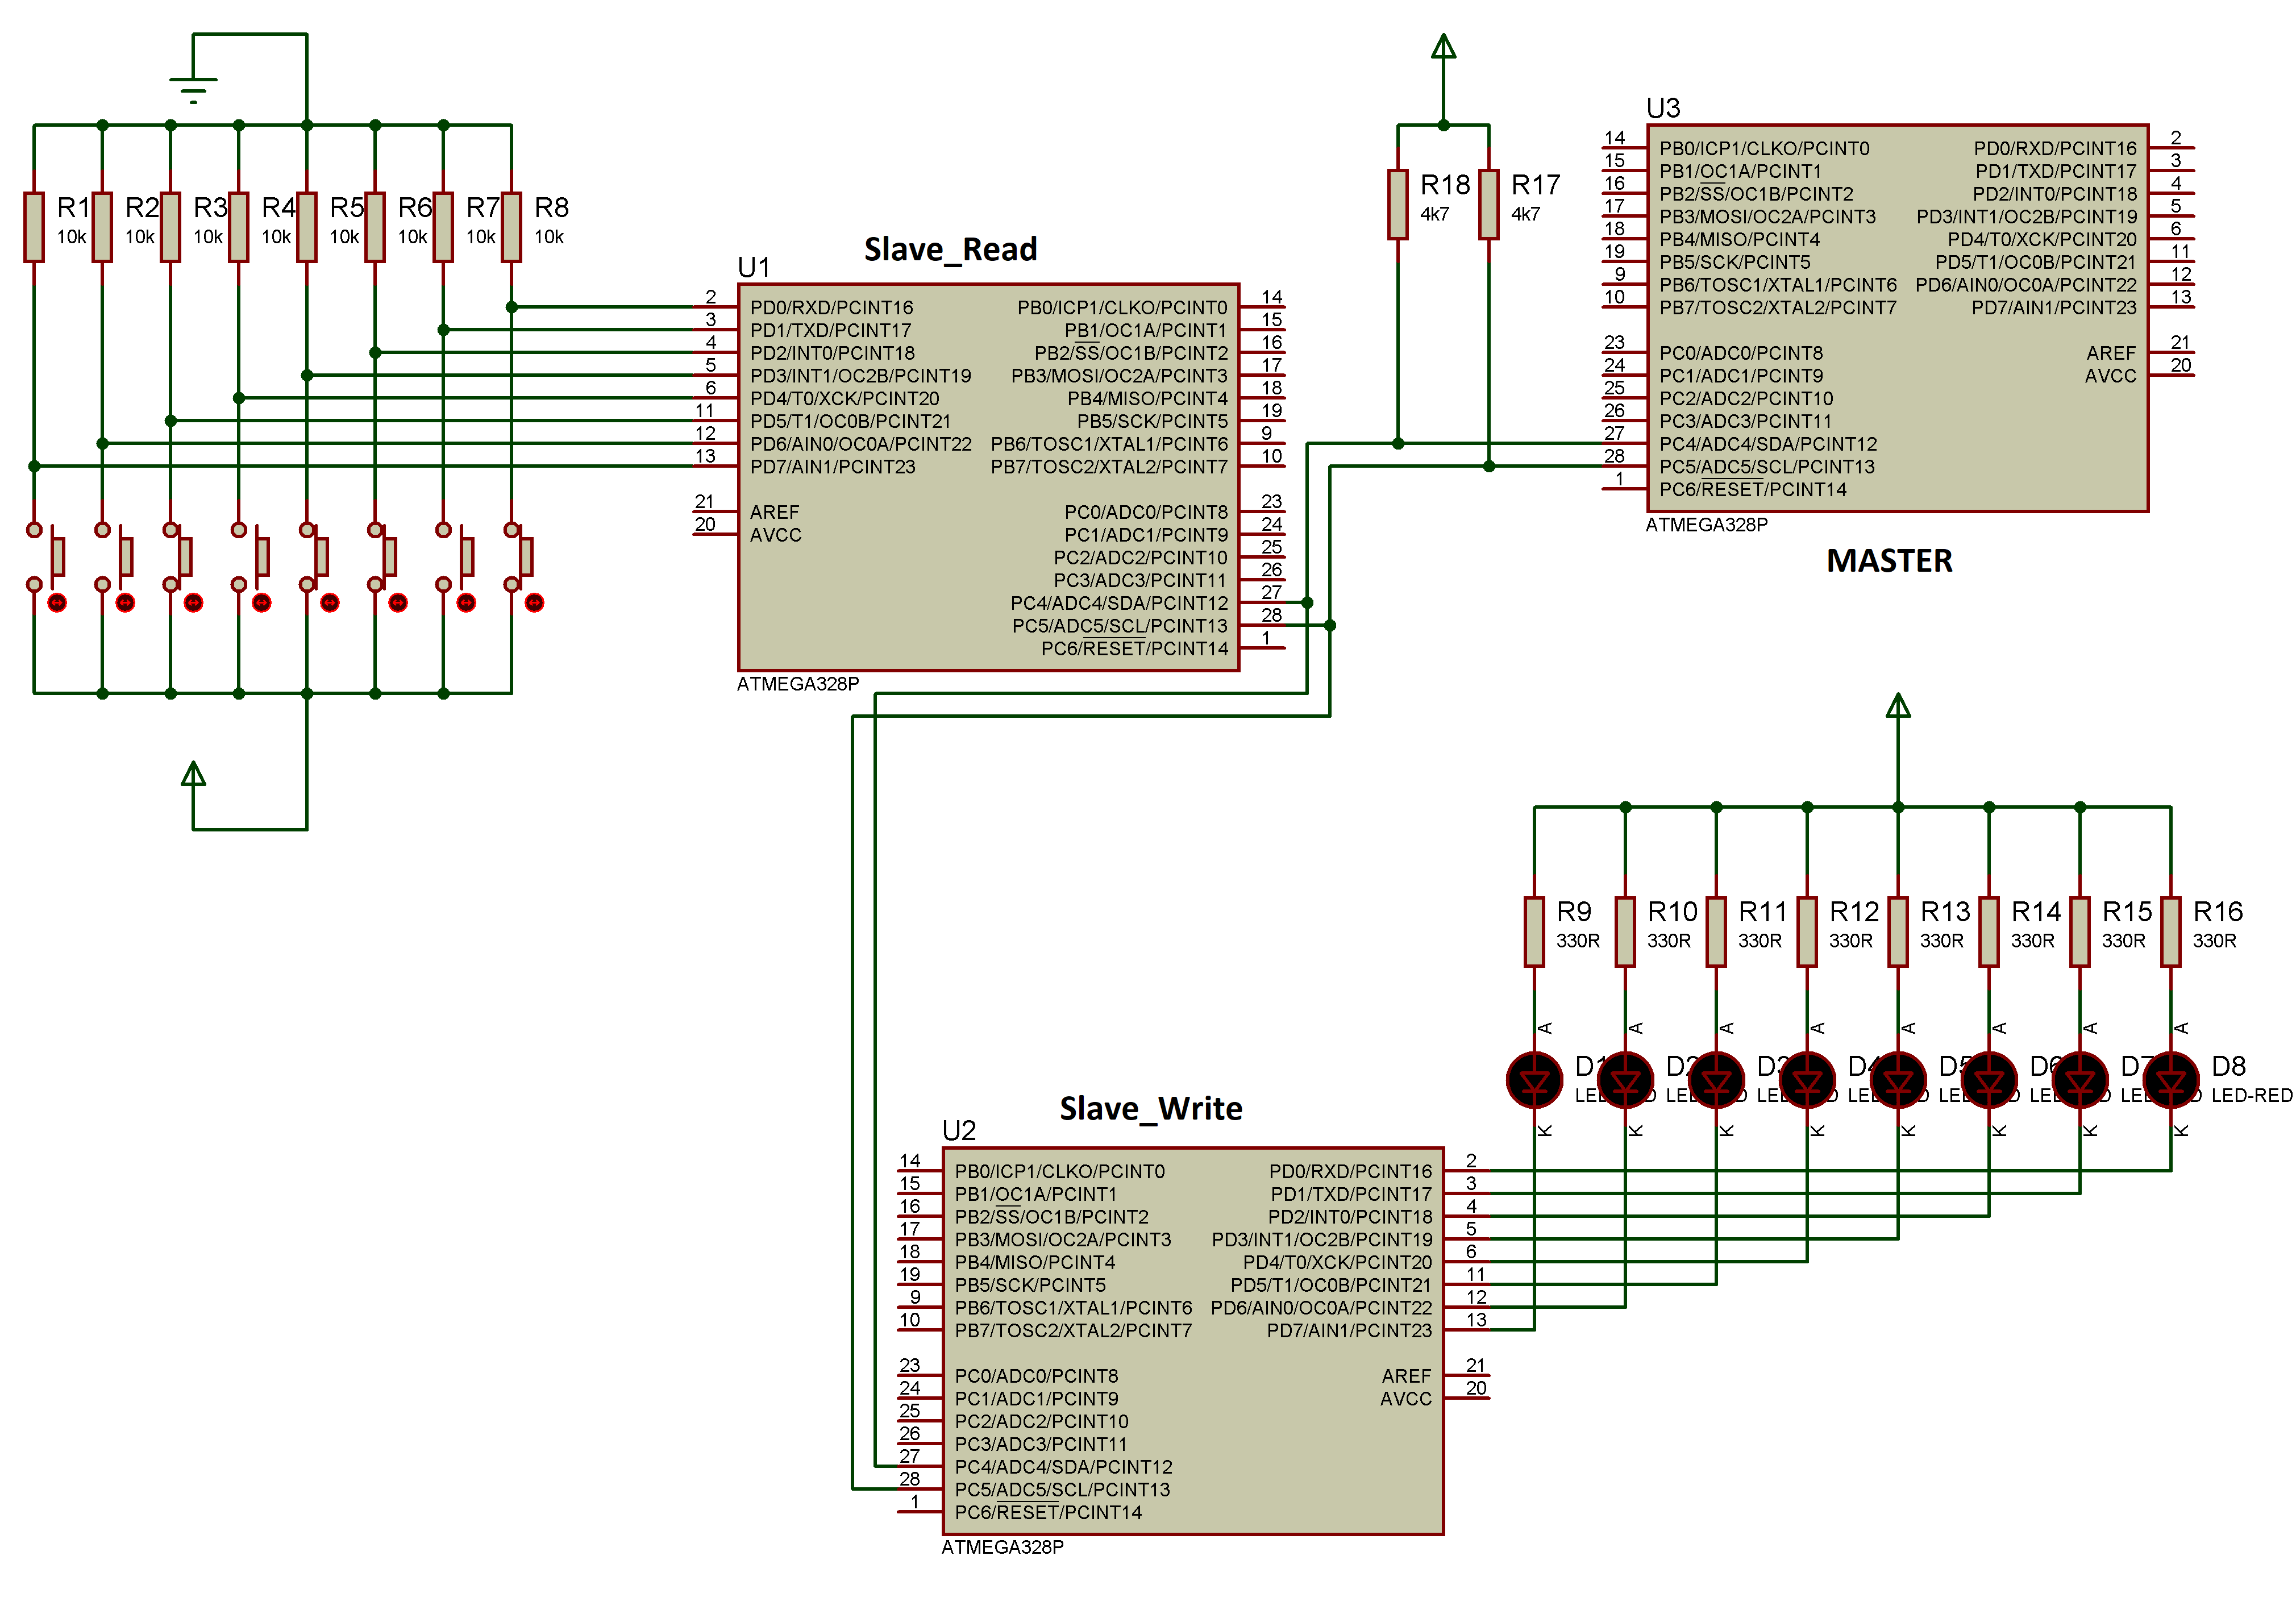 R1
10k
R2
10k
R3
10k
R4
10k
R5
10k
R6
10k
R7
10k
R8
10k
Slave_Read
U1
2 PD0/RXD/PCINT16 PB0/ICP1/CLKO/PCINT0 14
3 PD1/TXD/PCINT17 PB1/OC1A/PCINT1 15
4 PD2/INT0/PCINT18 PB2/SS/OC1B/PCINT2 16
5 PD3/INT1/OC2B/PCINT19 PB3/MOSI/OC2A/PCINT3 17
6 PD4/T0/XCK/PCINT20 PB4/MISO/PCINT4 18
11 PD5/T1/OC0B/PCINT21 PB5/SCK/PCINT5 19
12 PD6/AIN0/OC0A/PCINT22 PB6/TOSC1/XTAL1/PCINT6 9
13 PD7/AIN1/PCINT23 PB7/TOSC2/XTAL2/PCINT7 10
21 AREF PC0/ADC0/PCINT8 23
20 AVCC PC1/ADC1/PCINT9 24
PC2/ADC2/PCINT10 25
PC3/ADC3/PCINT11 26
PC4/ADC4/SDA/PCINT12 27
PC5/ADC5/SCL/PCINT13 28
PC6/RESET/PCINT14 1
ATMEGA328P
R18
4k7
R17
4k7
U3
14 PB0/ICP1/CLKO/PCINT0 PD0/RXD/PCINT16 2
15 PB1/OC1A/PCINT1 PD1/TXD/PCINT17 3
16 PB2/SS/OC1B/PCINT2 PD2/INT0/PCINT18 4
17 PB3/MOSI/OC2A/PCINT3 PD3/INT1/OC2B/PCINT19 5
18 PB4/MISO/PCINT4 PD4/T0/XCK/PCINT20 6
19 PB5/SCK/PCINT5 PD5/T1/OC0B/PCINT21 11
9 PB6/TOSC1/XTAL1/PCINT6 PD6/AIN0/OC0A/PCINT22 12
10 PB7/TOSC2/XTAL2/PCINT7 PD7/AIN1/PCINT23 13
23 PC0/ADC0/PCINT8 AREF 21
24 PC1/ADC1/PCINT9 AVCC 20
25 PC2/ADC2/PCINT10
26 PC3/ADC3/PCINT11
27 PC4/ADC4/SDA/PCINT12
28 PC5/ADC5/SCL/PCINT13
1 PC6/RESET/PCINT14
ATMEGA328P
MASTER
R9
330R
R10
330R
R11
330R
R12
330R
R13
330R
R14
330R
R15
330R
R16
330R
A A A A A A A A
D8
LED-RED
K K K K K K K K
Slave_Write
U2
14 PB0/ICP1/CLKO/PCINT0 PD0/RXD/PCINT16 2
15 PB1/OC1A/PCINT1 PD1/TXD/PCINT17 3
16 PB2/SS/OC1B/PCINT2 PD2/INT0/PCINT18 4
17 PB3/MOSI/OC2A/PCINT3 PD3/INT1/OC2B/PCINT19 5
18 PB4/MISO/PCINT4 PD4/T0/XCK/PCINT20 6
19 PB5/SCK/PCINT5 PD5/T1/OC0B/PCINT21 11
9 PB6/TOSC1/XTAL1/PCINT6 PD6/AIN0/OC0A/PCINT22 12
10 PB7/TOSC2/XTAL2/PCINT7 PD7/AIN1/PCINT23 13
23 PC0/ADC0/PCINT8 AREF 21
24 PC1/ADC1/PCINT9 AVCC 20
25 PC2/ADC2/PCINT10
26 PC3/ADC3/PCINT11
27 PC4/ADC4/SDA/PCINT12
28 PC5/ADC5/SCL/PCINT13
1 PC6/RESET/PCINT14
ATMEGA328P